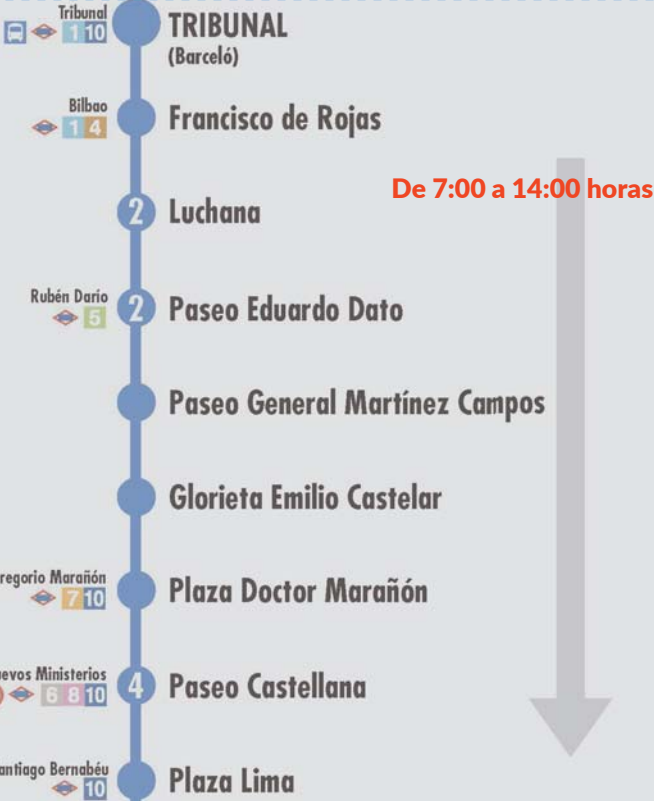 Tribunal
1 10
TRIBUNAL
(Barceló)
Bilbao
1 4
Francisco de Rojas
De 7:00 a 14:00 horas
2
Luchana
Rubén Darío
5
2
Paseo Eduardo Dato
Paseo General Martínez Campos
Glorieta Emilio Castelar
regorio Marañón
7 10
Plaza Doctor Marañón
evos Ministerios
6 8 10
4
Paseo Castellana
antiago Bernabéu
10
Plaza Lima